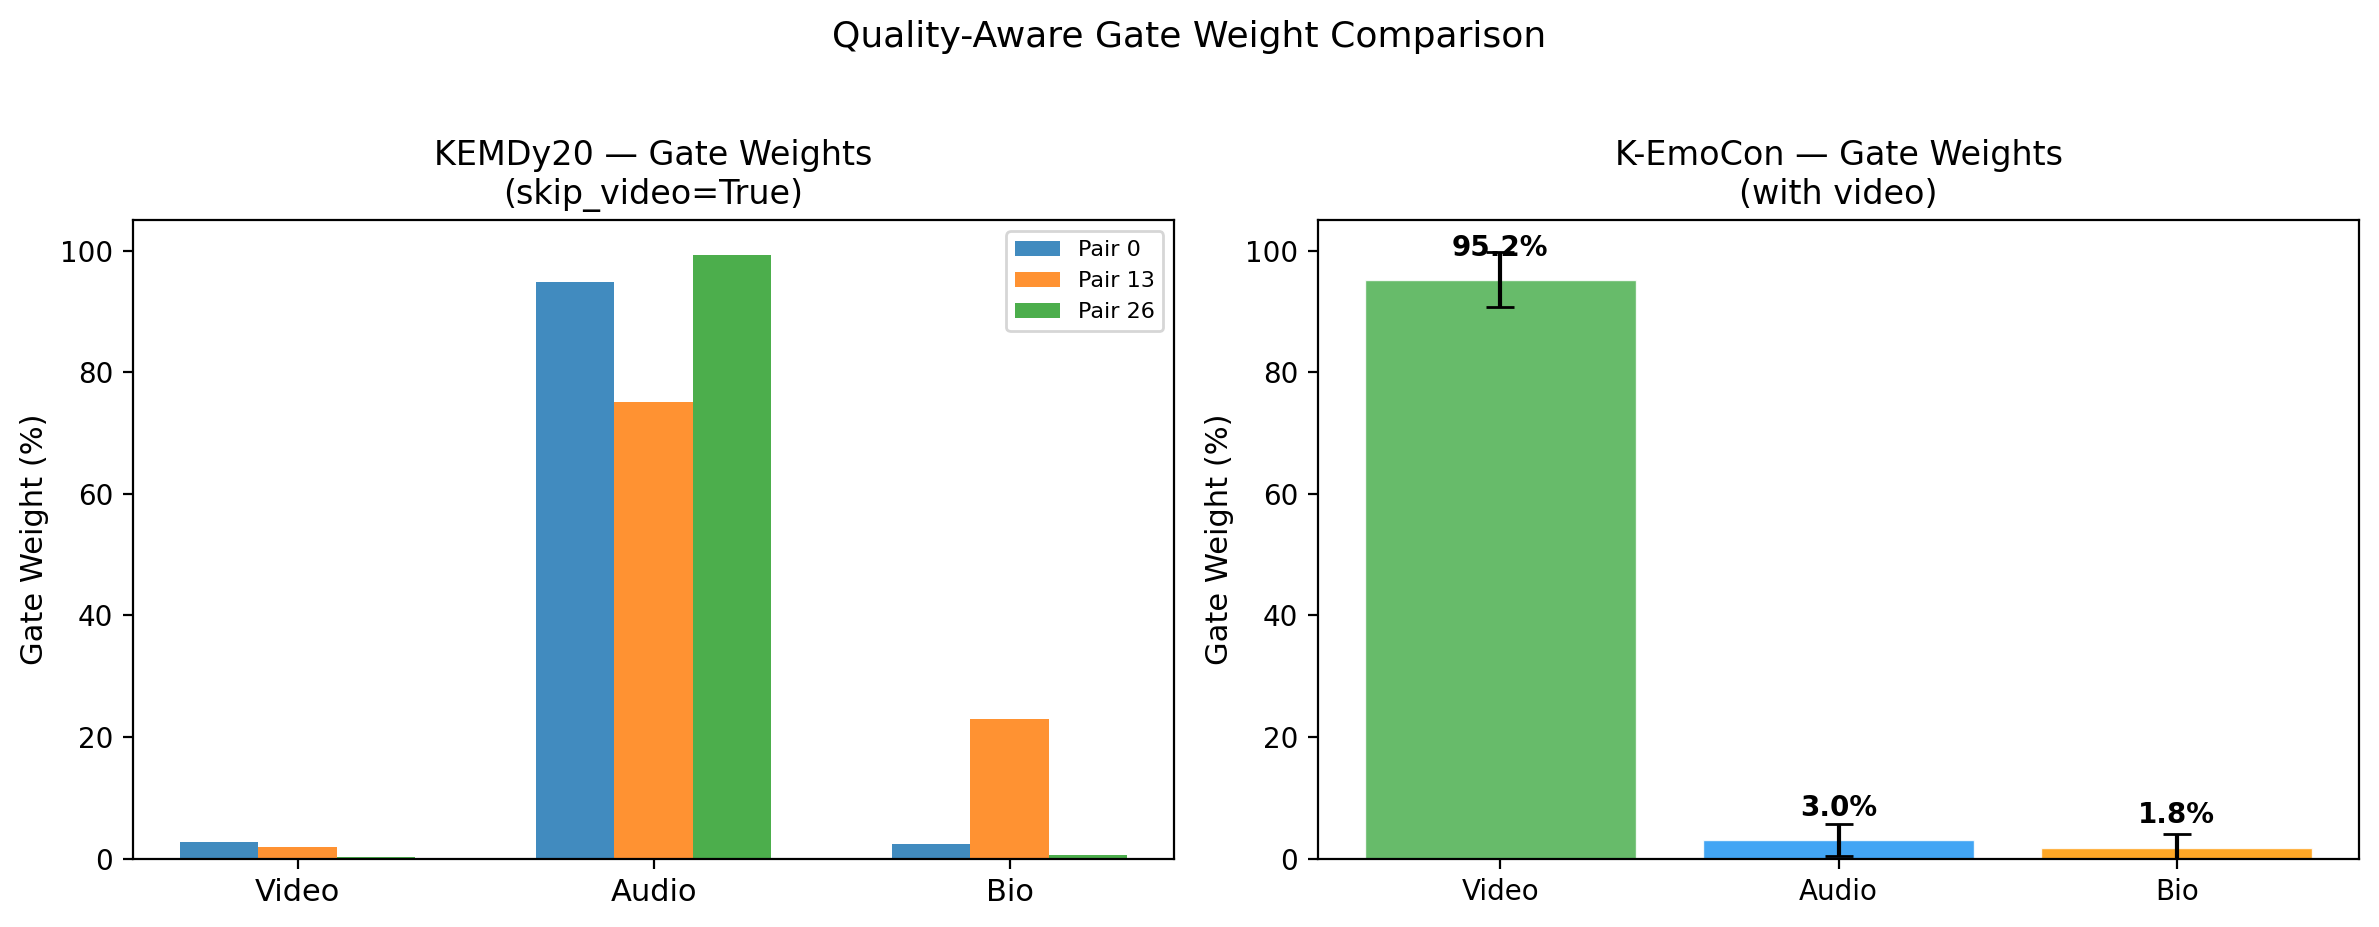 Quality-Aware Gate Weight Comparison
KEMDy20 — Gate Weights
(skip_video=True)
Gate Weight (%)
100
80
60
40
20
0
Pair 0
Pair 13
Pair 26
Video
Audio
Bio
K-EmoCon — Gate Weights
(with video)
Gate Weight (%)
100
80
60
40
20
0
95.2%
3.0%
1.8%
Video
Audio
Bio